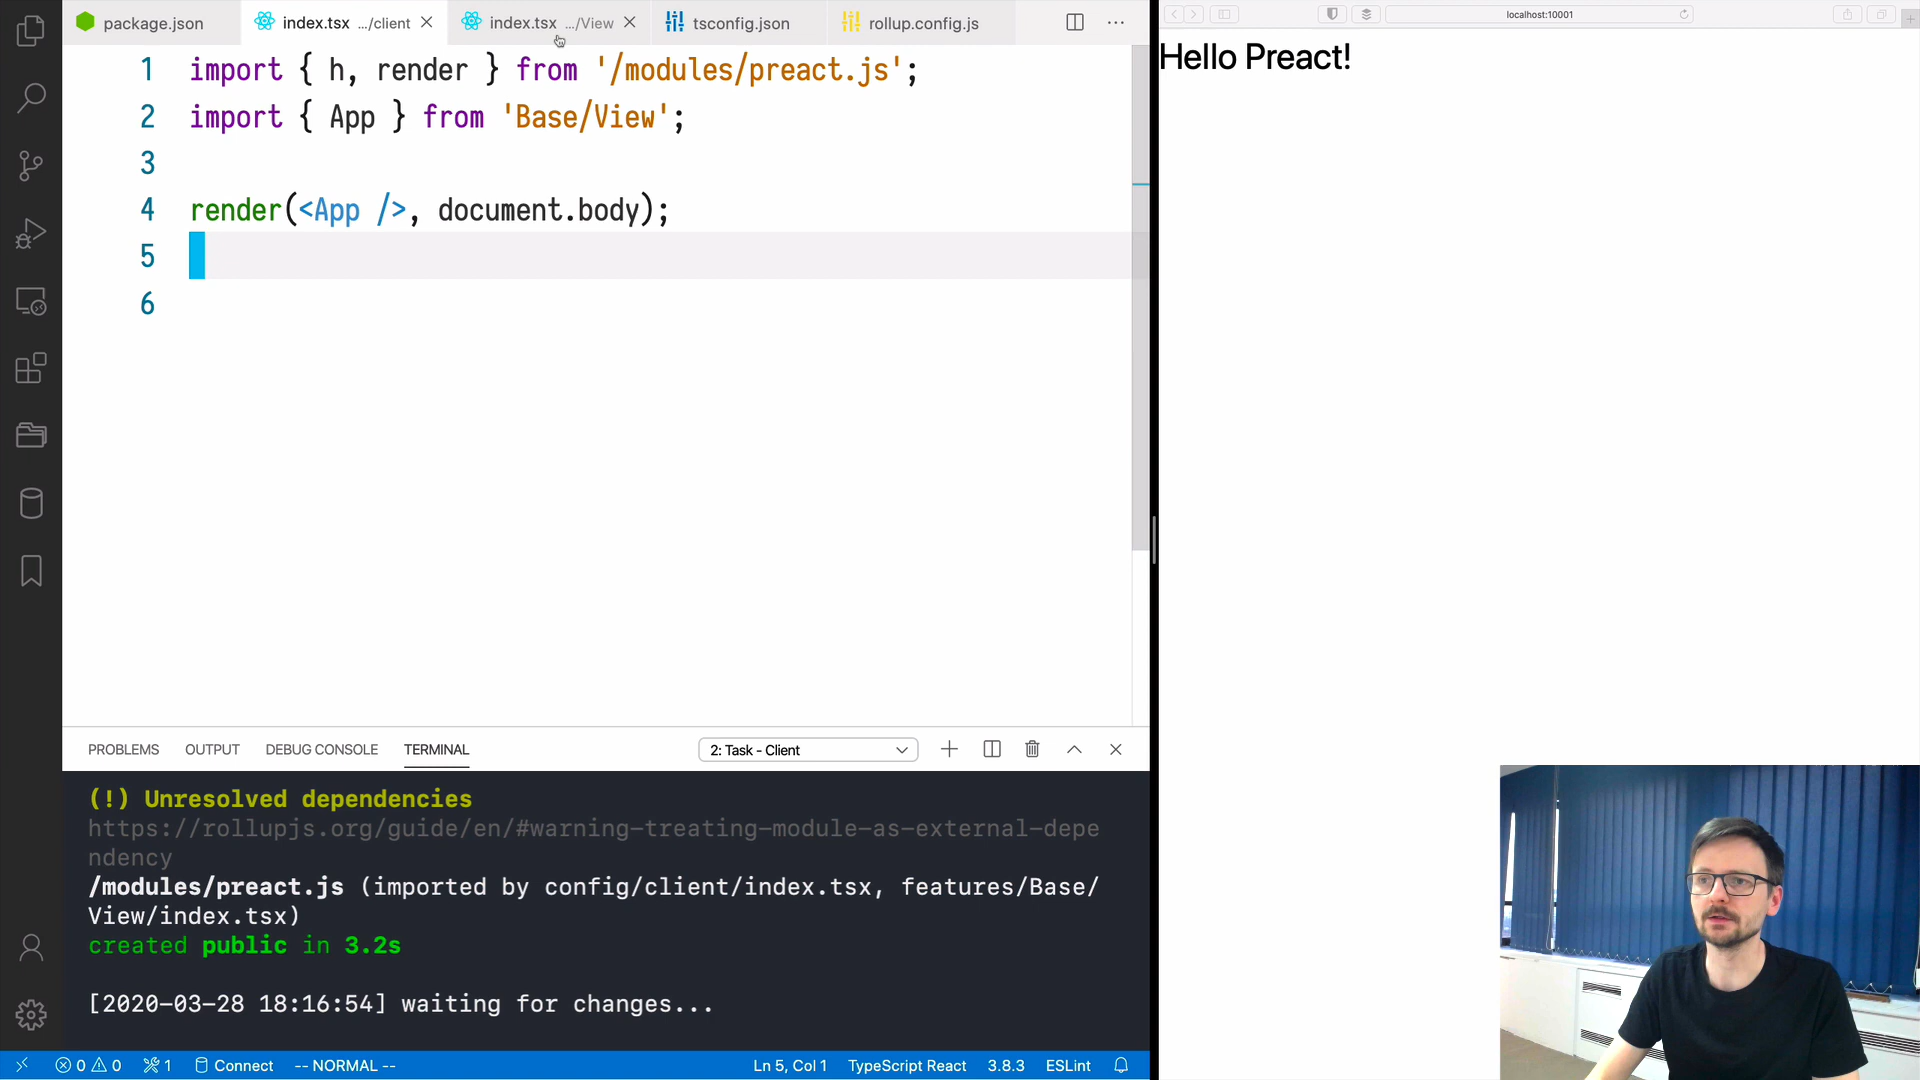 package.json
index.tsx .../client
index.tsx .../View
tsconfig.json
rollup.config.js
1 import { h, render } from '/modules/preact.js';
2 import { App } from 'Base/View';
3
4 render(<App />, document.body);
5
6
PROBLEMS OUTPUT DEBUG CONSOLE TERMINAL
2: Task - Client
(!) Unresolved dependencies
https://rollupjs.org/guide/en/#warning-treating-module-as-external-depe
ndency
/modules/preact.js (imported by config/client/index.tsx, features/Base/
View/index.tsx)
created public in 3.2s
[2020-03-28 18:16:54] waiting for changes...
0 0 1 Connect -- NORMAL --
Ln 5, Col 1 TypeScript React 3.8.3 ESLint
localhost:10001
Hello Preact!